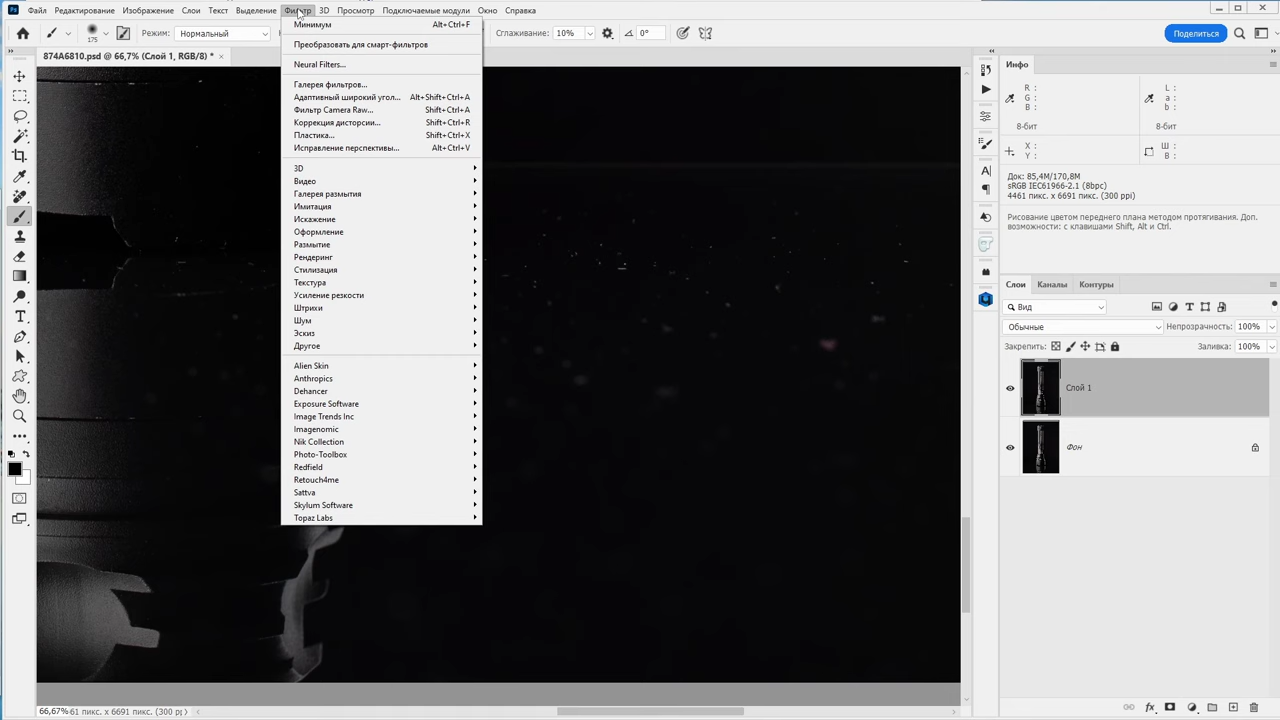 Файл Редактирование Изображение Слои Текст Выделение Фильтр 3D Просмотр Подключаемые модули Окно Справка
175 Режим: Нормальный Сглаживание: 10% 0° Поделиться
874A6810.psd @ 66,7% (Слой 1, RGB/8) * ×
Минимум Alt+Ctrl+F
Преобразовать для смарт-фильтров
Neural Filters...
Галерея фильтров...
Адаптивный широкий угол... Alt+Shift+Ctrl+A
Фильтр Camera Raw... Shift+Ctrl+A
Коррекция дисторсии... Shift+Ctrl+R
Пластика... Shift+Ctrl+X
Исправление перспективы... Alt+Ctrl+V
3D
Видео
Галерея размытия
Имитация
Искажение
Оформление
Размытие
Рендеринг
Стилизация
Текстура
Усиление резкости
Штрихи
Шум
Эскиз
Другое
Alien Skin
Anthropics
Dehancer
Exposure Software
Image Trends Inc
Imagenomic
Nik Collection
Photo-Toolbox
Redfield
Retouch4me
Sattva
Skylum Software
Topaz Labs
Инфо
R: L:
G: a:
B: b:
8-бит 8-бит
X: Ш:
Y: В:
Док: 85,4M/170,8M
sRGB IEC61966-2.1 (8bpc)
4461 пикс. x 6691 пикс. (300 ppi)
Рисование цветом переднего плана методом протягивания. Доп.
возможности: с клавишами Shift, Alt и Ctrl.
Слои Каналы Контуры
Вид
Обычные Непрозрачность: 100%
Закрепить: Заливка: 100%
Слой 1
Фон
66,67% 61 пикс. x 6691 пикс. (300 pp